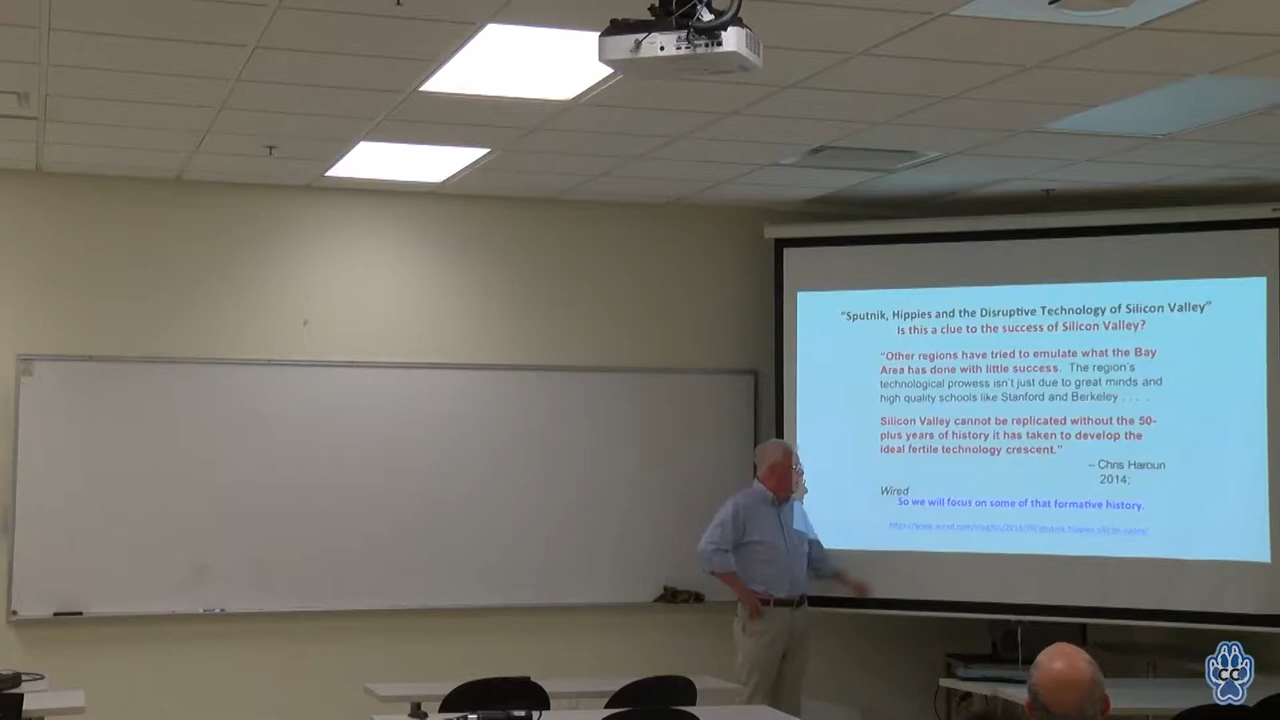 "Sputnik, Hippies and the Disruptive Technology of Silicon Valley"
Is this a clue to the success of Silicon Valley?
"Other regions have tried to emulate what the Bay
Area has done with little success. The region's
technological prowess isn't just due to great minds and
high quality schools like Stanford and Berkeley . . . .
Silicon Valley cannot be replicated without the 50-
plus years of history it has taken to develop the
ideal fertile technology crescent."
– Chris Haroun
2014;
Wired
So we will focus on some of that formative history.
CC